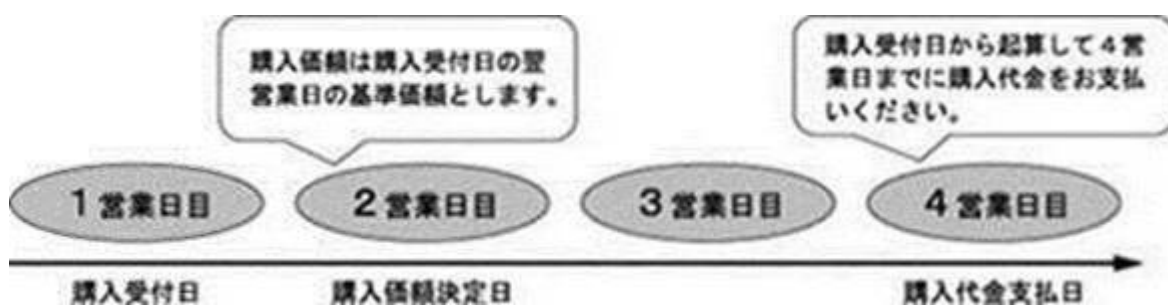 購入価額は購入受付日の翌
営業日の基準価額とします。
購入受付日から起算して4営
業日までに購入代金をお支払
いください。
1営業日目
2営業日目
3営業日目
4営業日目
購入受付日
購入価額決定日
購入代金支払日